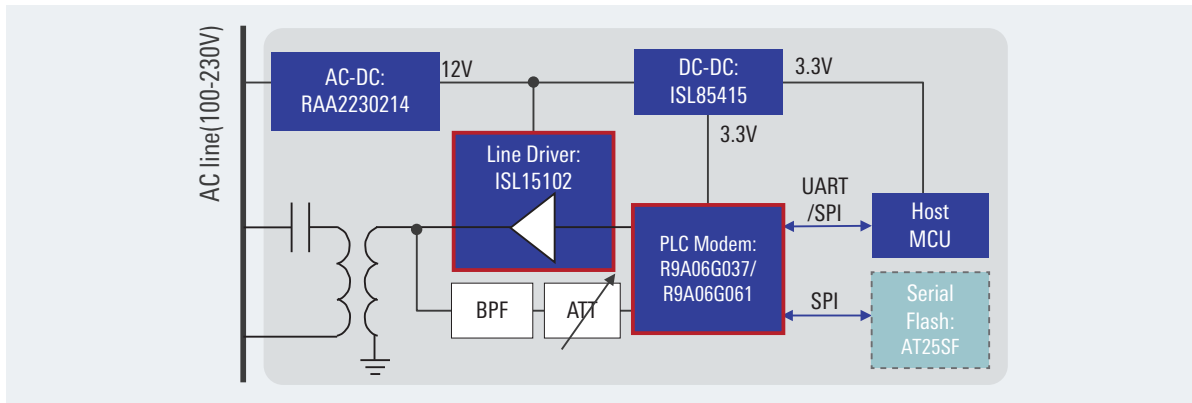 AC line(100-230V)
AC-DC:
RAA2230214
12V
DC-DC:
ISL85415
3.3V
3.3V
Line Driver:
ISL15102
UART
/SPI
Host
MCU
PLC Modem:
R9A06G037/
R9A06G061
BPF
ATT
SPI
Serial
Flash:
AT25SF